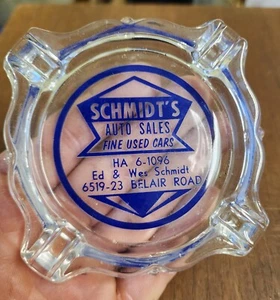 SCHMIDT'S
AUTO SALES
FINE USED CARS
HA 6-1096
Ed & Wes Schmidt
6519-23 BELAIR ROAD